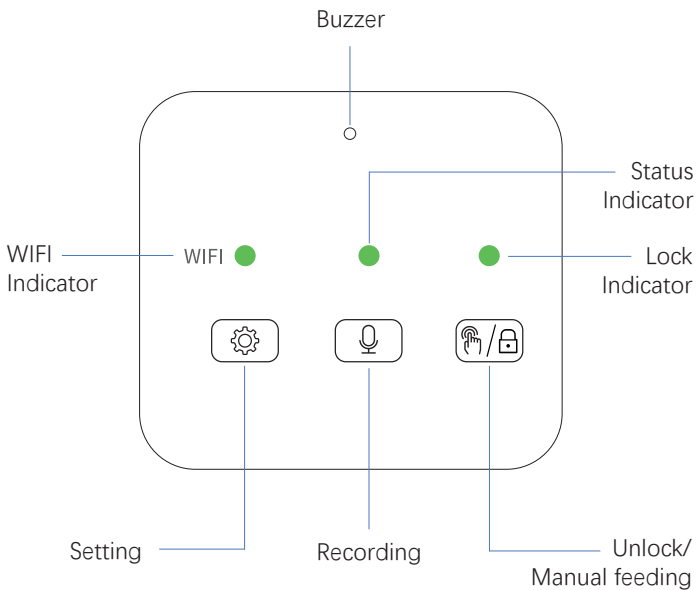 Buzzer
Status
Indicator
WIFI
Indicator
WIFI
Lock
Indicator
Setting
Recording
Unlock/
Manual feeding